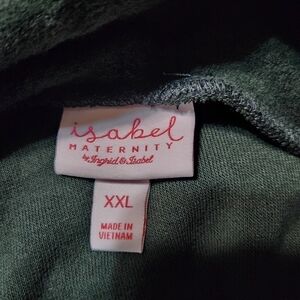 isabel
MATERNITY
by Ingrid & Isabel
XXL
MADE IN
VIETNAM